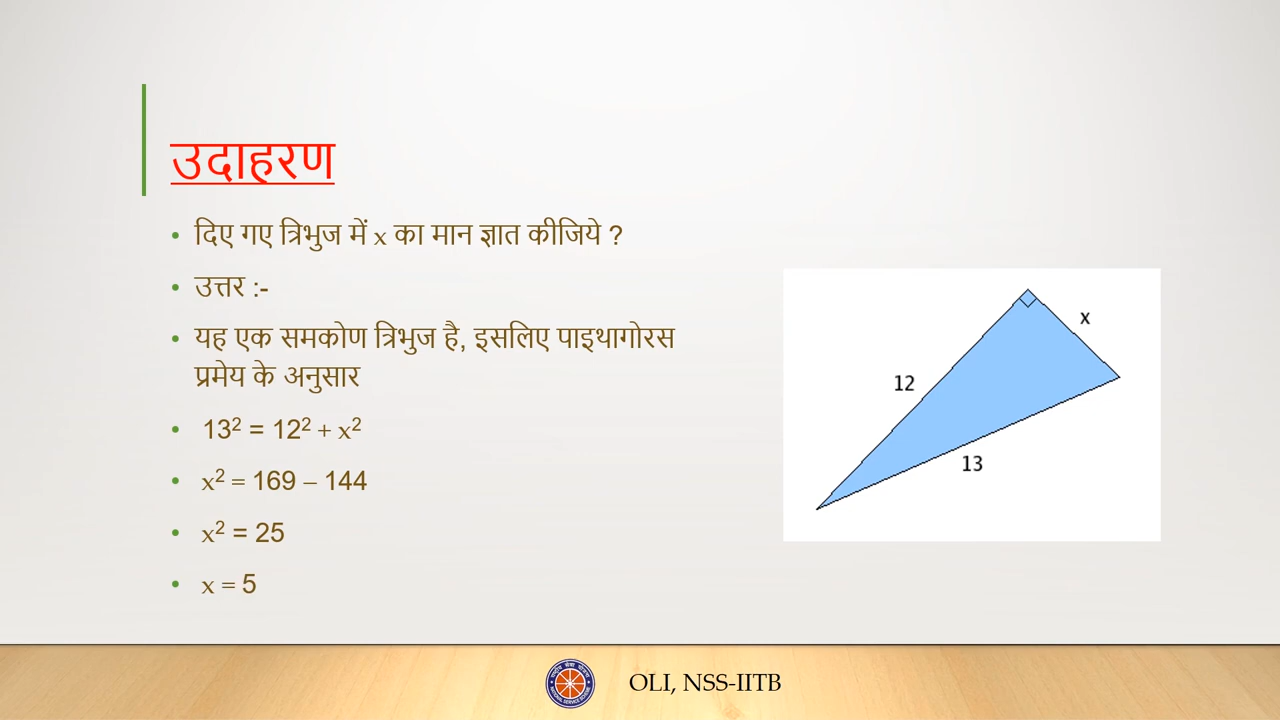 उदाहरण
• दिए गए त्रिभुज में x का मान ज्ञात कीजिये ?
• उत्तर :-
• यह एक समकोण त्रिभुज है, इसलिए पाइथागोरस
प्रमेय के अनुसार
• 13² = 12² + x²
• x² = 169 – 144
• x² = 25
• x = 5
x
12
13
OLI, NSS-IITB